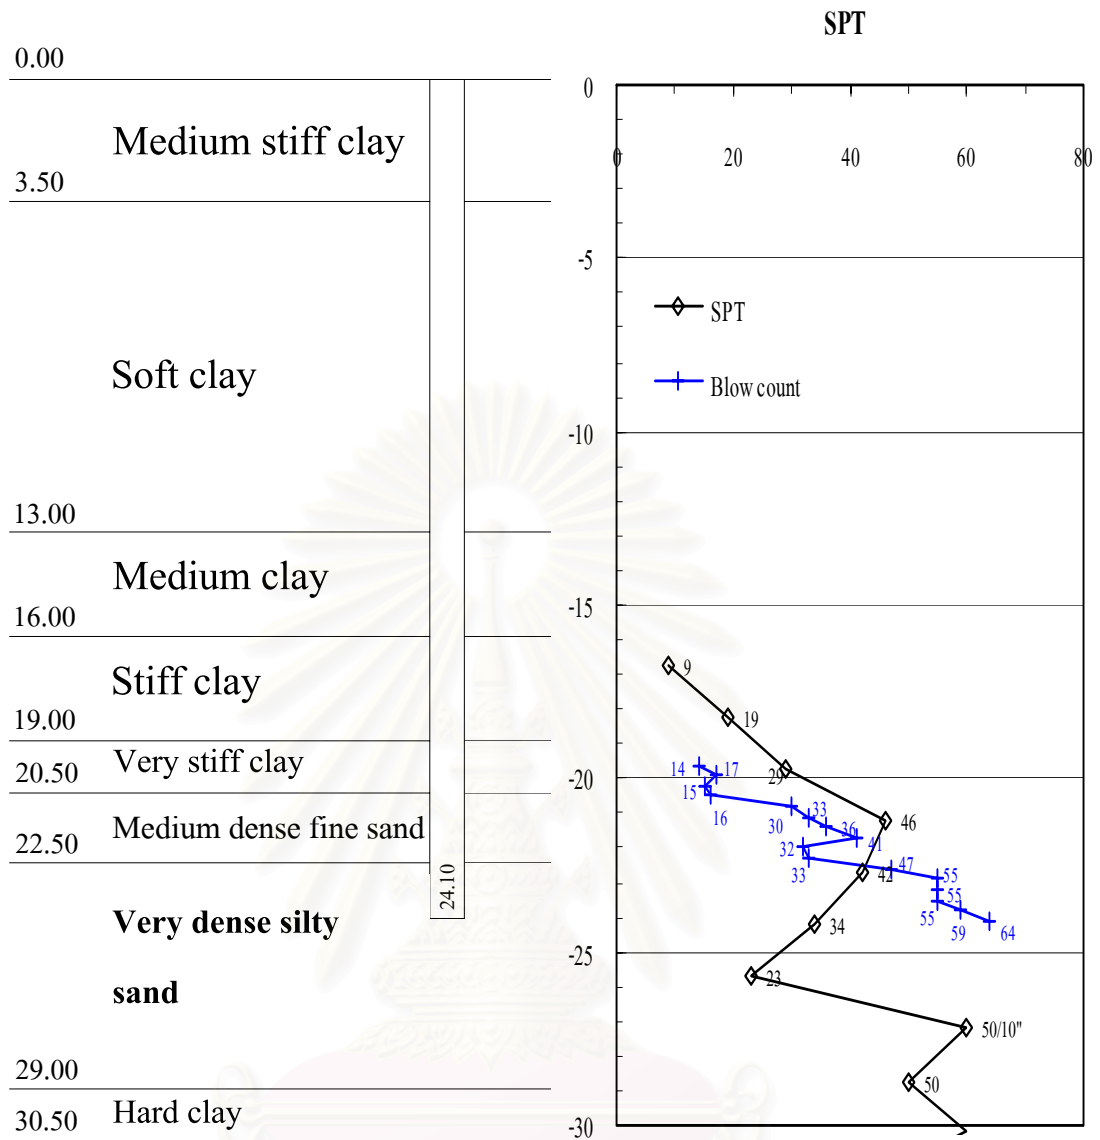 SPT
0.00
Medium stiff clay
3.50
Soft clay
13.00
Medium clay
16.00
Stiff clay
19.00
Very stiff clay
20.50
Medium dense fine sand
22.50
24.10
Very dense silty
sand
29.00
Hard clay
30.50
0
0 20 40 60 80
-5
SPT
Blow count
-10
-15
9
19
14 17 29
-20
15
16
30 33 36 46
32 41
33 47
42 55
55
55 59 64
34
-25
23
50/10"
50
-30